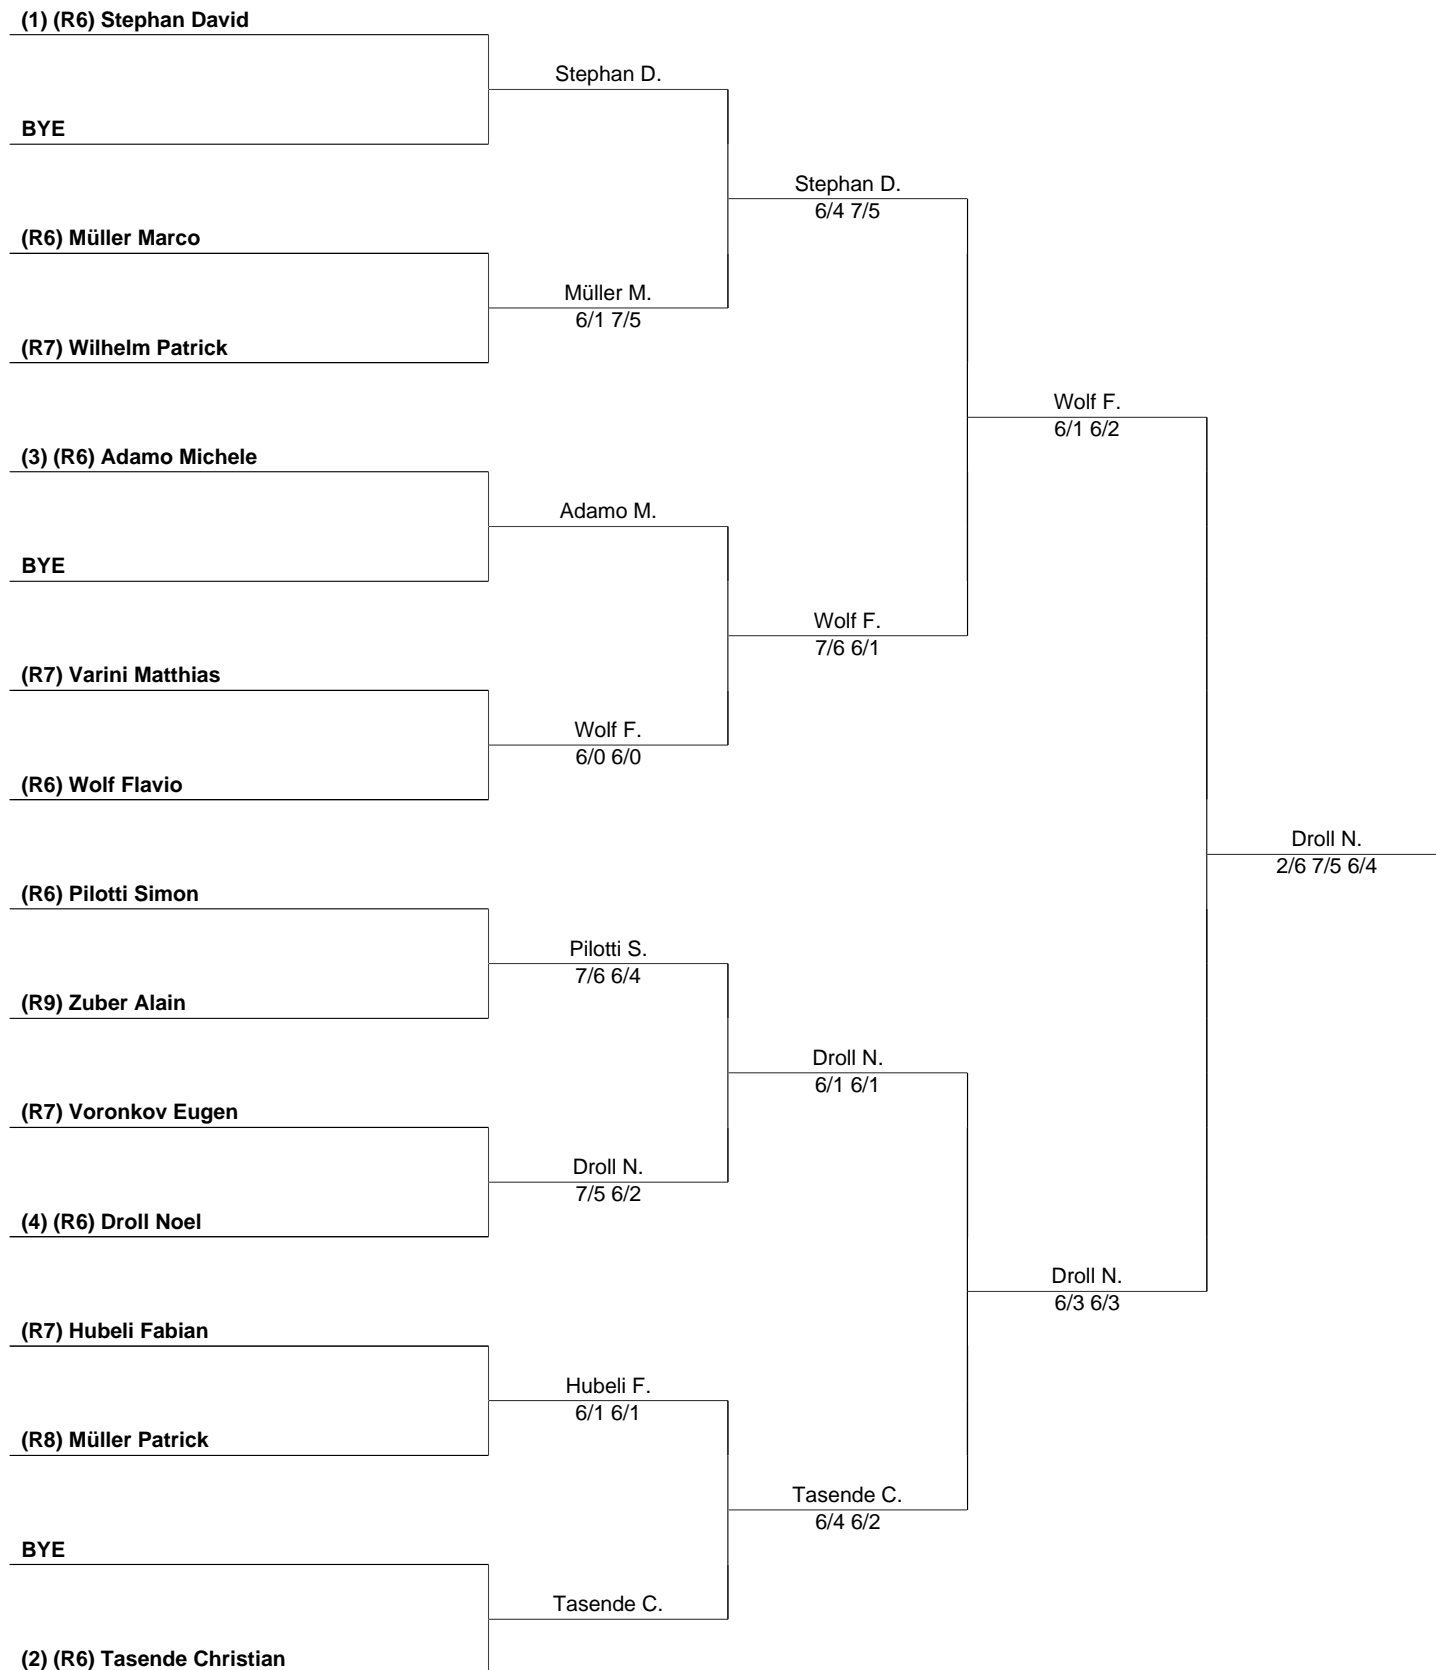 (1) (R6) Stephan David
Stephan D.
BYE
Stephan D.
6/4 7/5
(R6) Müller Marco
Müller M.
6/1 7/5
(R7) Wilhelm Patrick
Wolf F.
6/1 6/2
(3) (R6) Adamo Michele
Adamo M.
BYE
Wolf F.
7/6 6/1
(R7) Varini Matthias
Wolf F.
6/0 6/0
(R6) Wolf Flavio
Droll N.
2/6 7/5 6/4
(R6) Pilotti Simon
Pilotti S.
7/6 6/4
(R9) Zuber Alain
Droll N.
6/1 6/1
(R7) Voronkov Eugen
Droll N.
7/5 6/2
(4) (R6) Droll Noel
Droll N.
6/3 6/3
(R7) Hubeli Fabian
Hubeli F.
6/1 6/1
(R8) Müller Patrick
Tasende C.
6/4 6/2
BYE
Tasende C.
(2) (R6) Tasende Christian